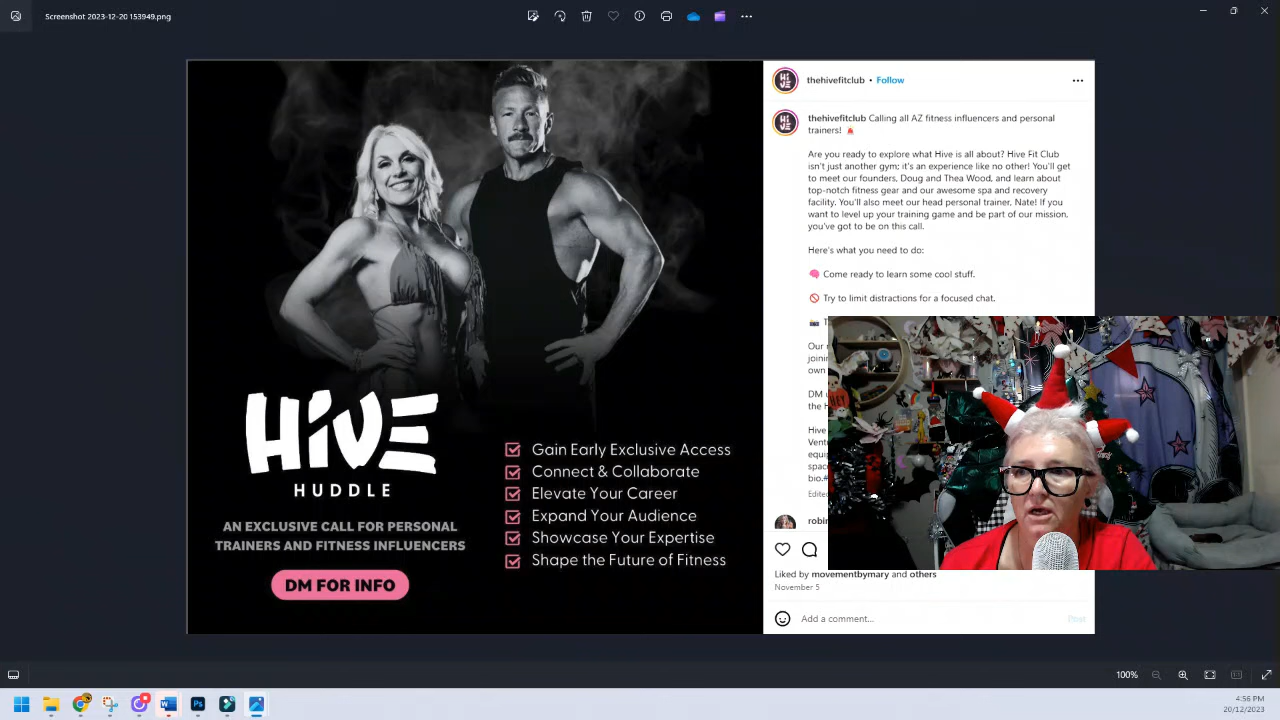 Screenshot 2023-12-20 153949.png
HIVE
HUDDLE
AN EXCLUSIVE CALL FOR PERSONAL
TRAINERS AND FITNESS INFLUENCERS
DM FOR INFO
Gain Early Exclusive Access
Connect & Collaborate
Elevate Your Career
Expand Your Audience
Showcase Your Expertise
Shape the Future of Fitness
thehivefitclub • Follow
thehivefitclub Calling all AZ fitness influencers and personal
trainers! 🚨
Are you ready to explore what Hive is all about? Hive Fit Club
isn't just another gym; it's an experience like no other! You'll get
to meet our founders, Doug and Thea Wood, and learn about
top-notch fitness gear and our awesome spa and recovery
facility. You'll also meet our head personal trainer, Nate! If you
want to level up your training game and be part of our mission,
you've got to be on this call.
Here's what you need to do:
🧠 Come ready to learn some cool stuff.
🚫 Try to limit distractions for a focused chat.
Our
own
DM
the
Hive
Edited
Liked by movementbymary and others
November 5
Add a comment...
Post
100%
4:56 PM
20/12/2023